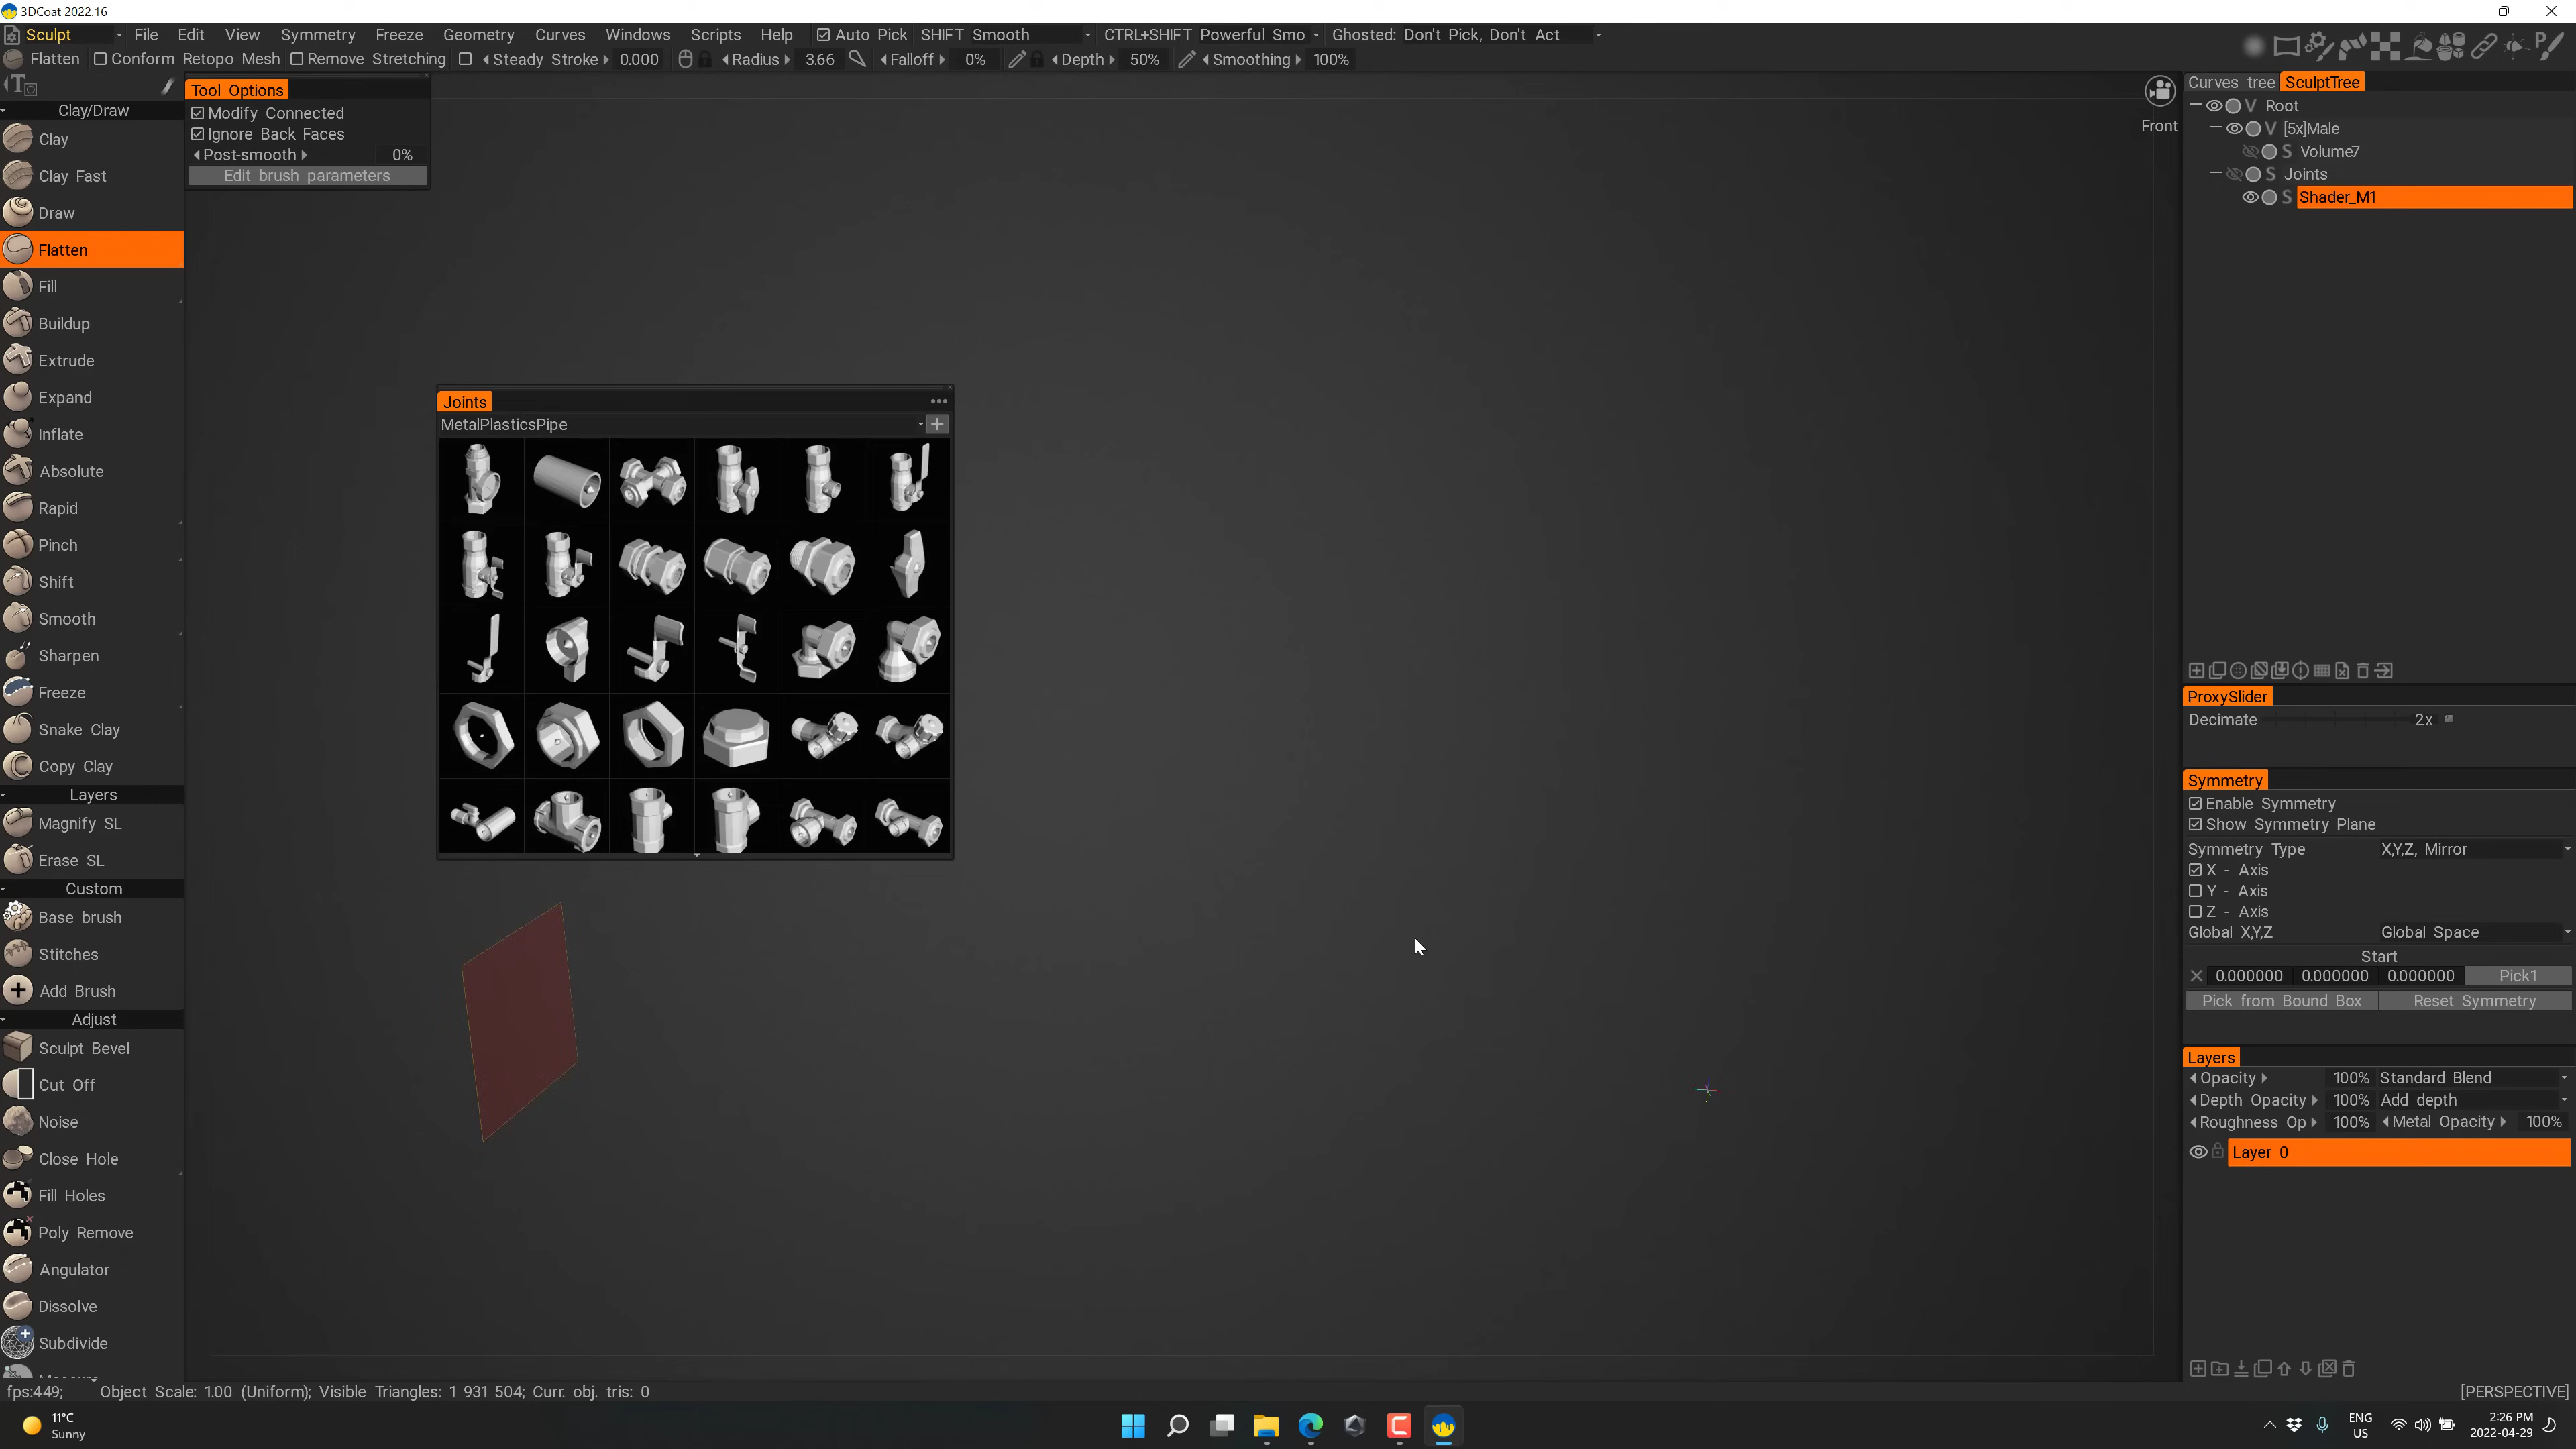 3DCoat 2022.16
Sculpt File Edit View Symmetry Freeze Geometry Curves Windows Scripts Help Auto Pick SHIFT Smooth CTRL+SHIFT Powerful Smo Ghosted: Don't Pick, Don't Act
Flatten Conform Retopo Mesh Remove Stretching Steady Stroke 0.000 Radius 3.66 Falloff 0% Depth 50% Smoothing 100%
Clay/Draw
Clay
Clay Fast
Draw
Flatten
Fill
Buildup
Extrude
Expand
Inflate
Absolute
Rapid
Pinch
Shift
Smooth
Sharpen
Freeze
Snake Clay
Copy Clay
Layers
Magnify SL
Erase SL
Custom
Base brush
Stitches
Add Brush
Adjust
Sculpt Bevel
Cut Off
Noise
Close Hole
Fill Holes
Poly Remove
Angulator
Dissolve
Subdivide
Tool Options
Modify Connected
Ignore Back Faces
Post-smooth 0%
Edit brush parameters
Joints
MetalPlasticsPipe
Front
Curves tree SculptTree
V Root
V [5x]Male
S Volume7
S Joints
S Shader_M1
ProxySlider
Decimate 2x
Symmetry
Enable Symmetry
Show Symmetry Plane
Symmetry Type X,Y,Z, Mirror
X - Axis
Y - Axis
Z - Axis
Global X,Y,Z Global Space
Start
0.000000 0.000000 0.000000 Pick1
Pick from Bound Box Reset Symmetry
Layers
Opacity 100% Standard Blend
Depth Opacity 100% Add depth
Roughness Op 100% Metal Opacity 100%
Layer 0
fps:449; Object Scale: 1.00 (Uniform); Visible Triangles: 1 931 504; Curr. obj. tris: 0 [PERSPECTIVE]
11°C
Sunny
ENG
US
2:26 PM
2022-04-29